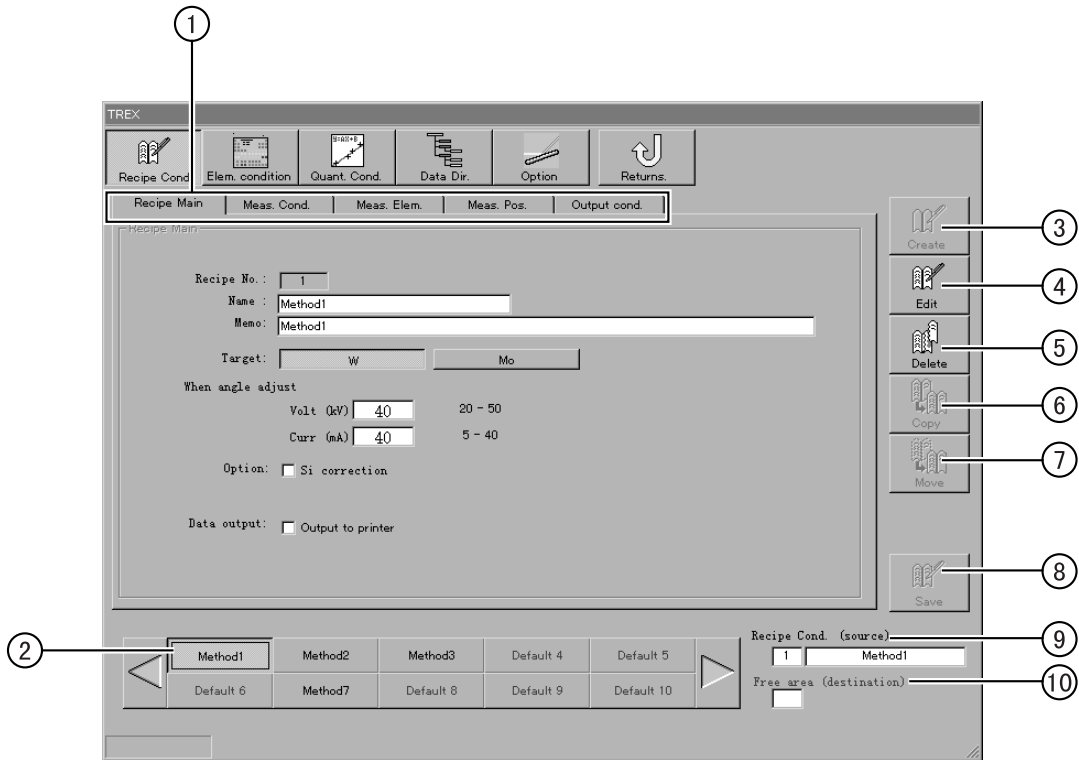 1
TREX
Y=AX+B
Recipe Cond Elem. condition Quant. Cond. Data Dir. Option Returns.
Recipe Main Meas. Cond. Meas. Elem. Meas. Pos. Output cond.
Recipe Main
Create 3
Recipe No.: 1
Edit 4
Name : Method1
Memo: Method1
Delete 5
Target: W Mo
When angle adjust
Volt (kV) 40 20 - 50
Copy 6
Curr (mA) 40 5 - 40
Option: Si correction
Move 7
Data output: Output to printer
Save 8
2
Method1 Method2 Method3 Default 4 Default 5
Default 6 Method7 Default 8 Default 9 Default 10
Recipe Cond. (source) 9
1 Method1
Free area (destination) 10